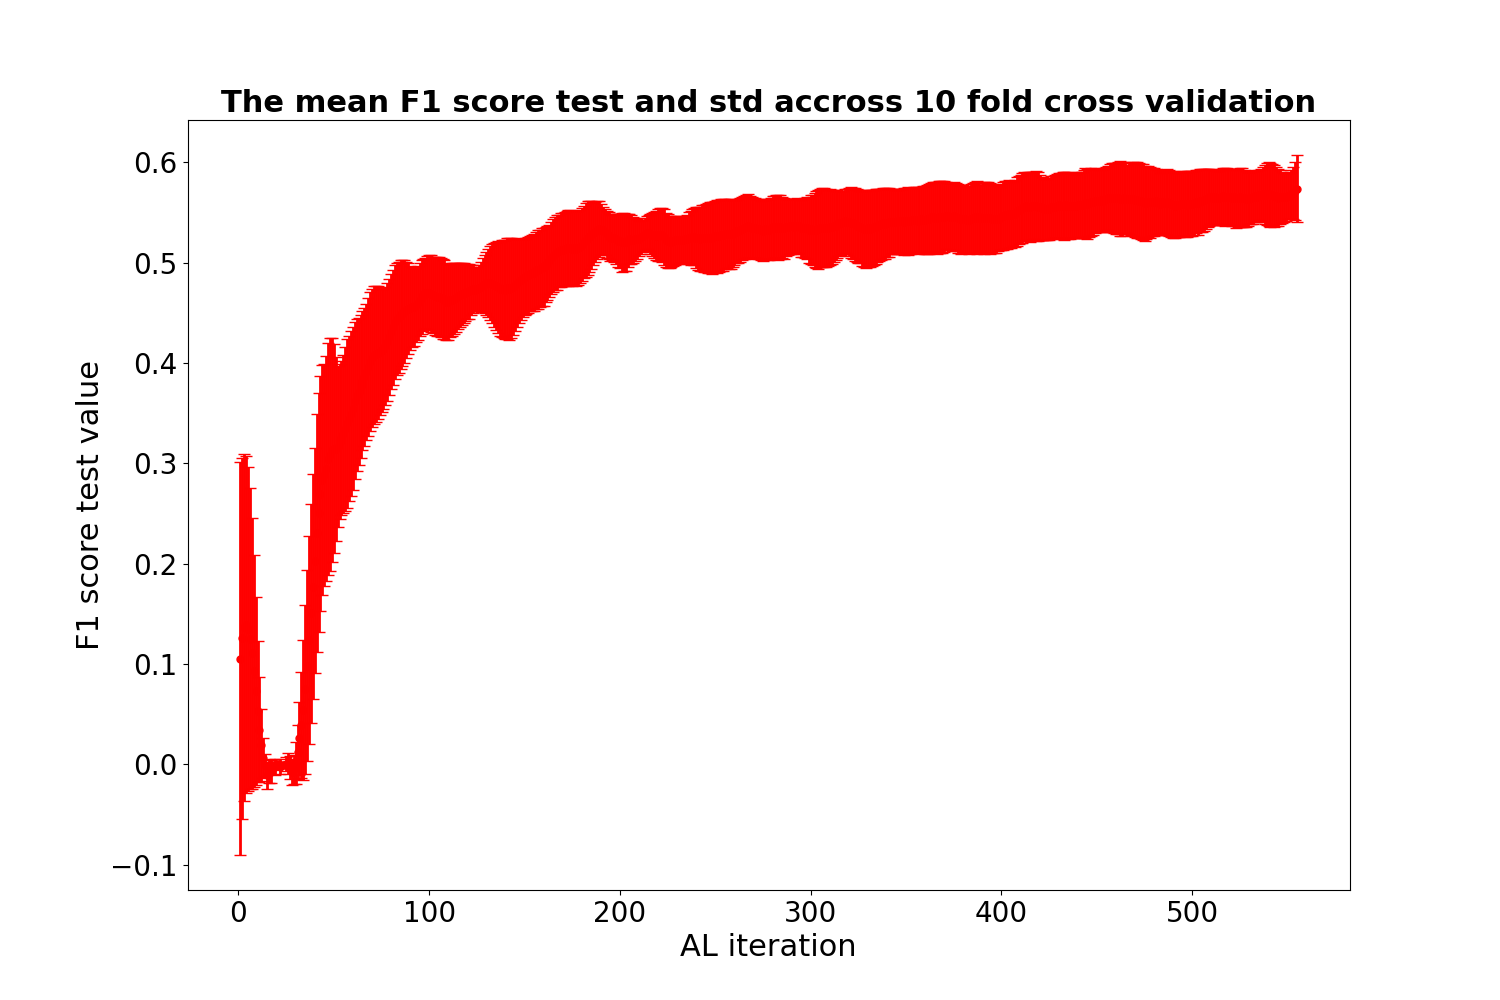 The mean F1 score test and std accross 10 fold cross validation
0.6
0.5
0.4
0.3
0.2
0.1
0.0
−0.1
F1 score test value
0 100 200 300 400 500
AL iteration